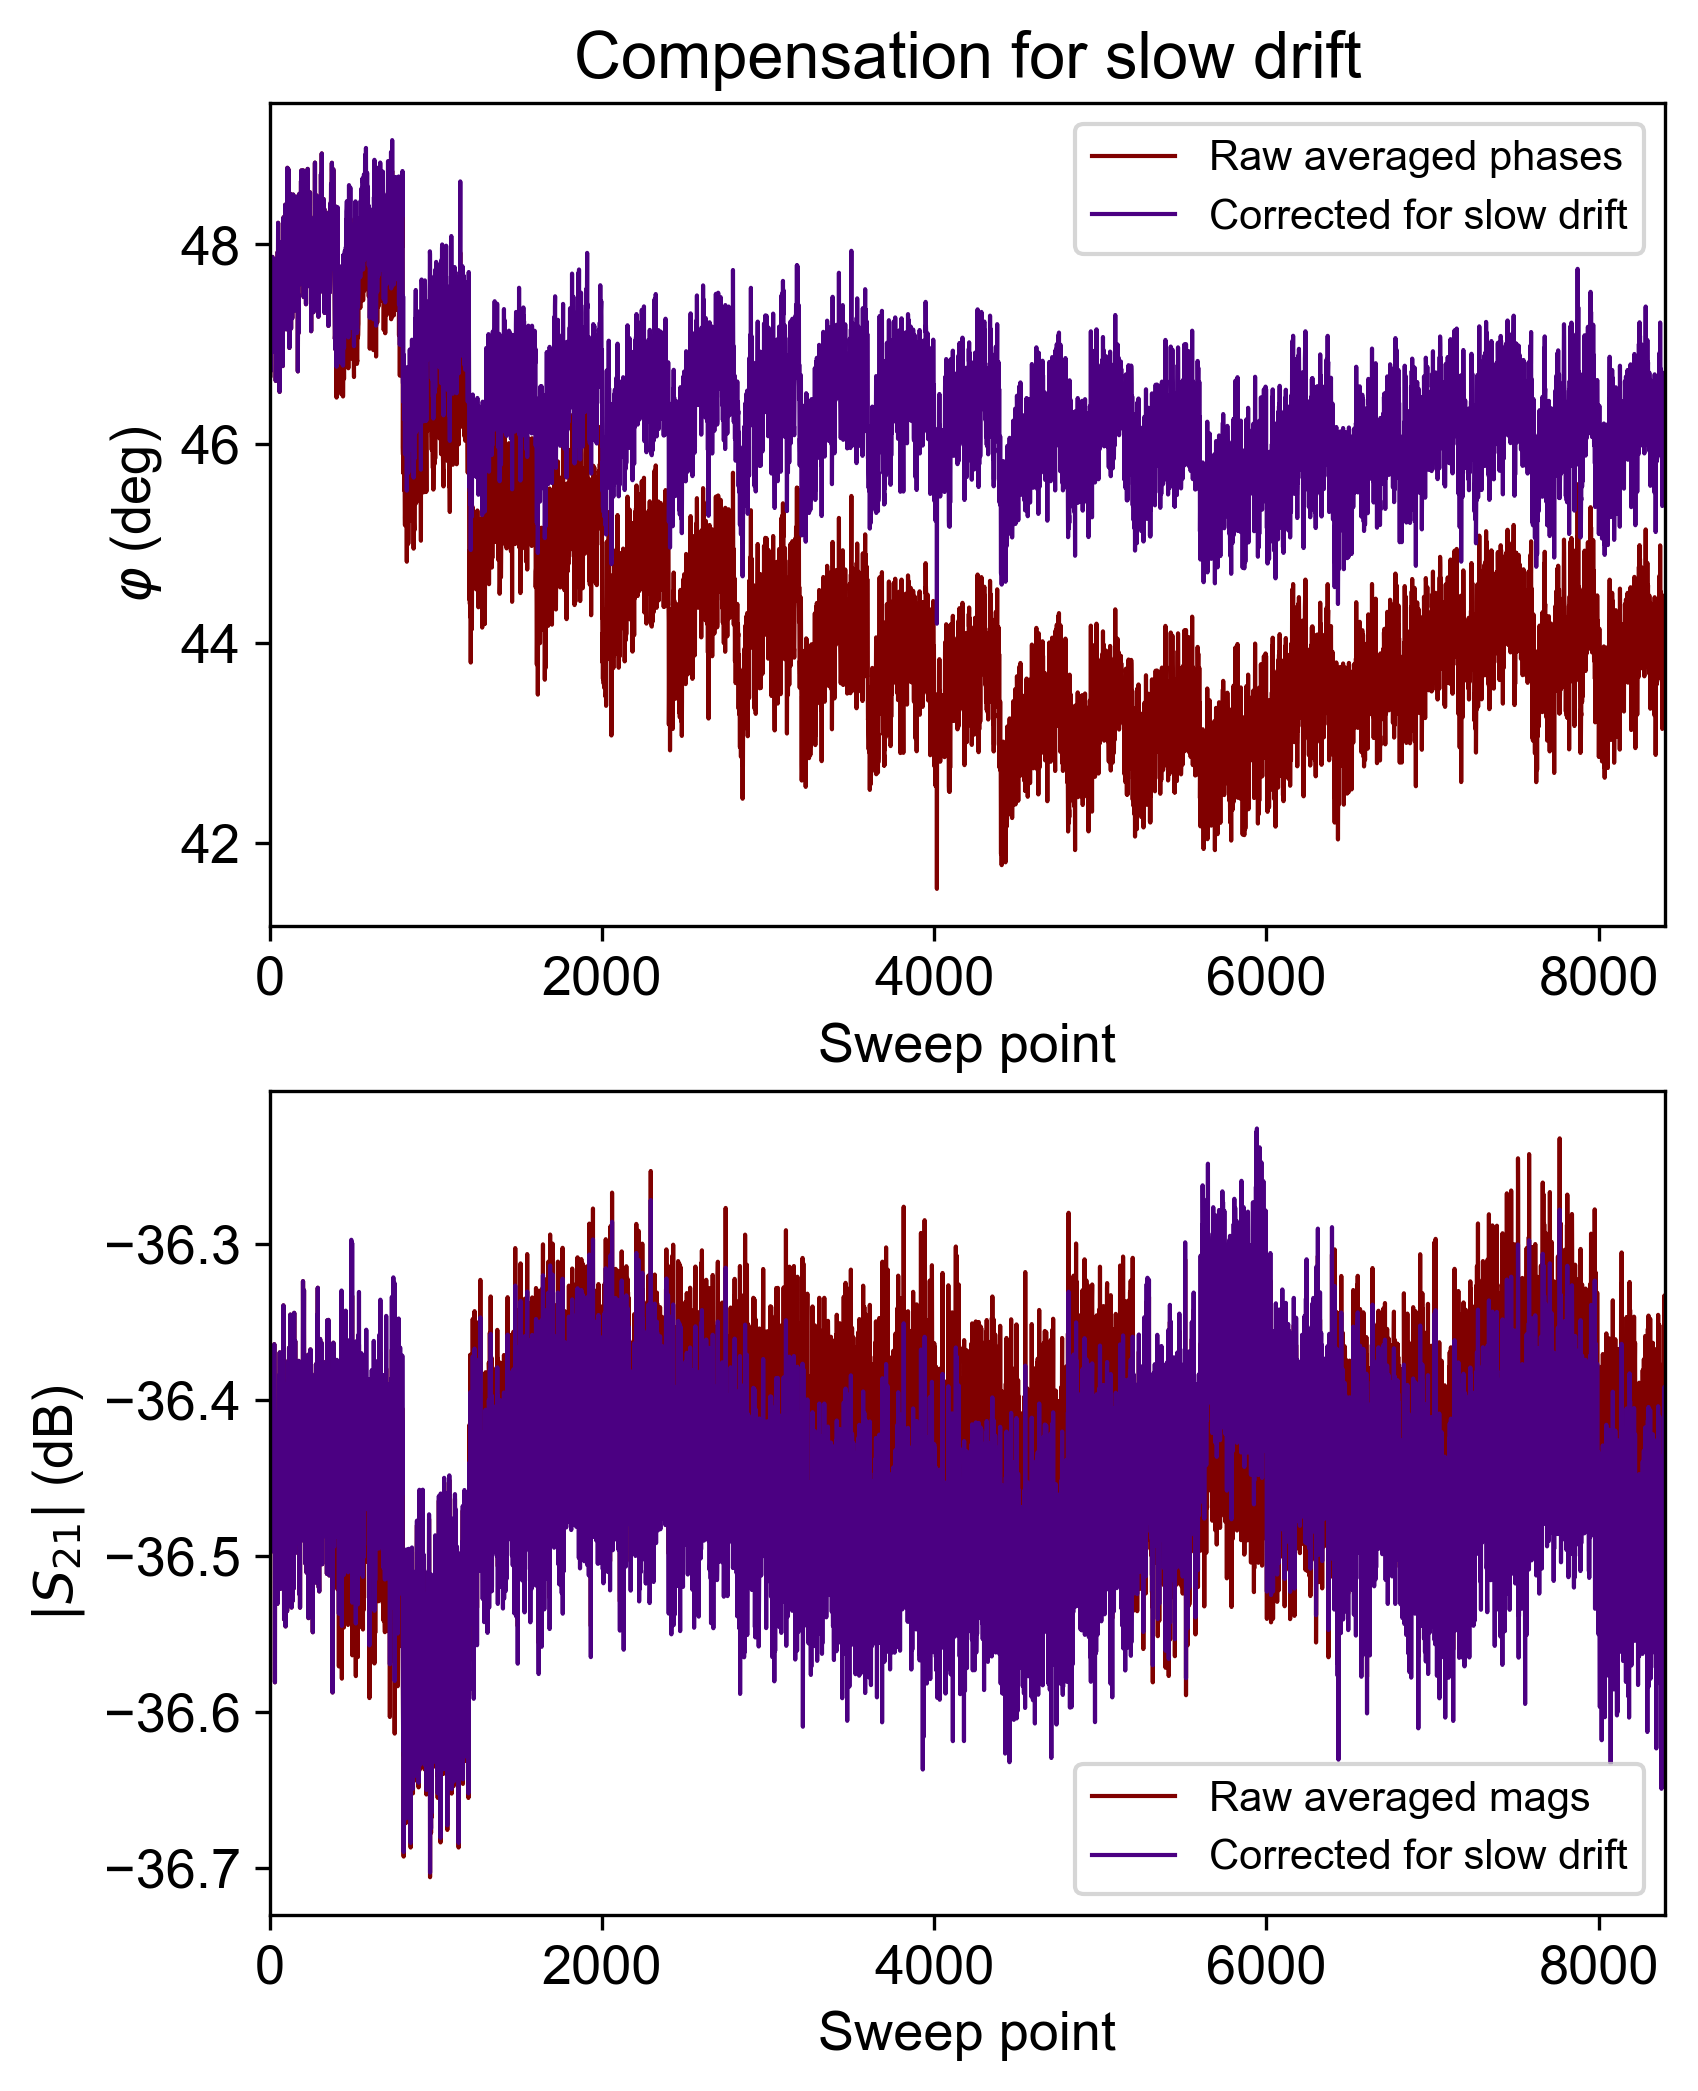 Compensation for slow drift
Raw averaged phases
Corrected for slow drift
48
46
44
42
φ (deg)
0 2000 4000 6000 8000
Sweep point
−36.3
−36.4
−36.5
−36.6
−36.7
|S₂₁| (dB)
Raw averaged mags
Corrected for slow drift
0 2000 4000 6000 8000
Sweep point